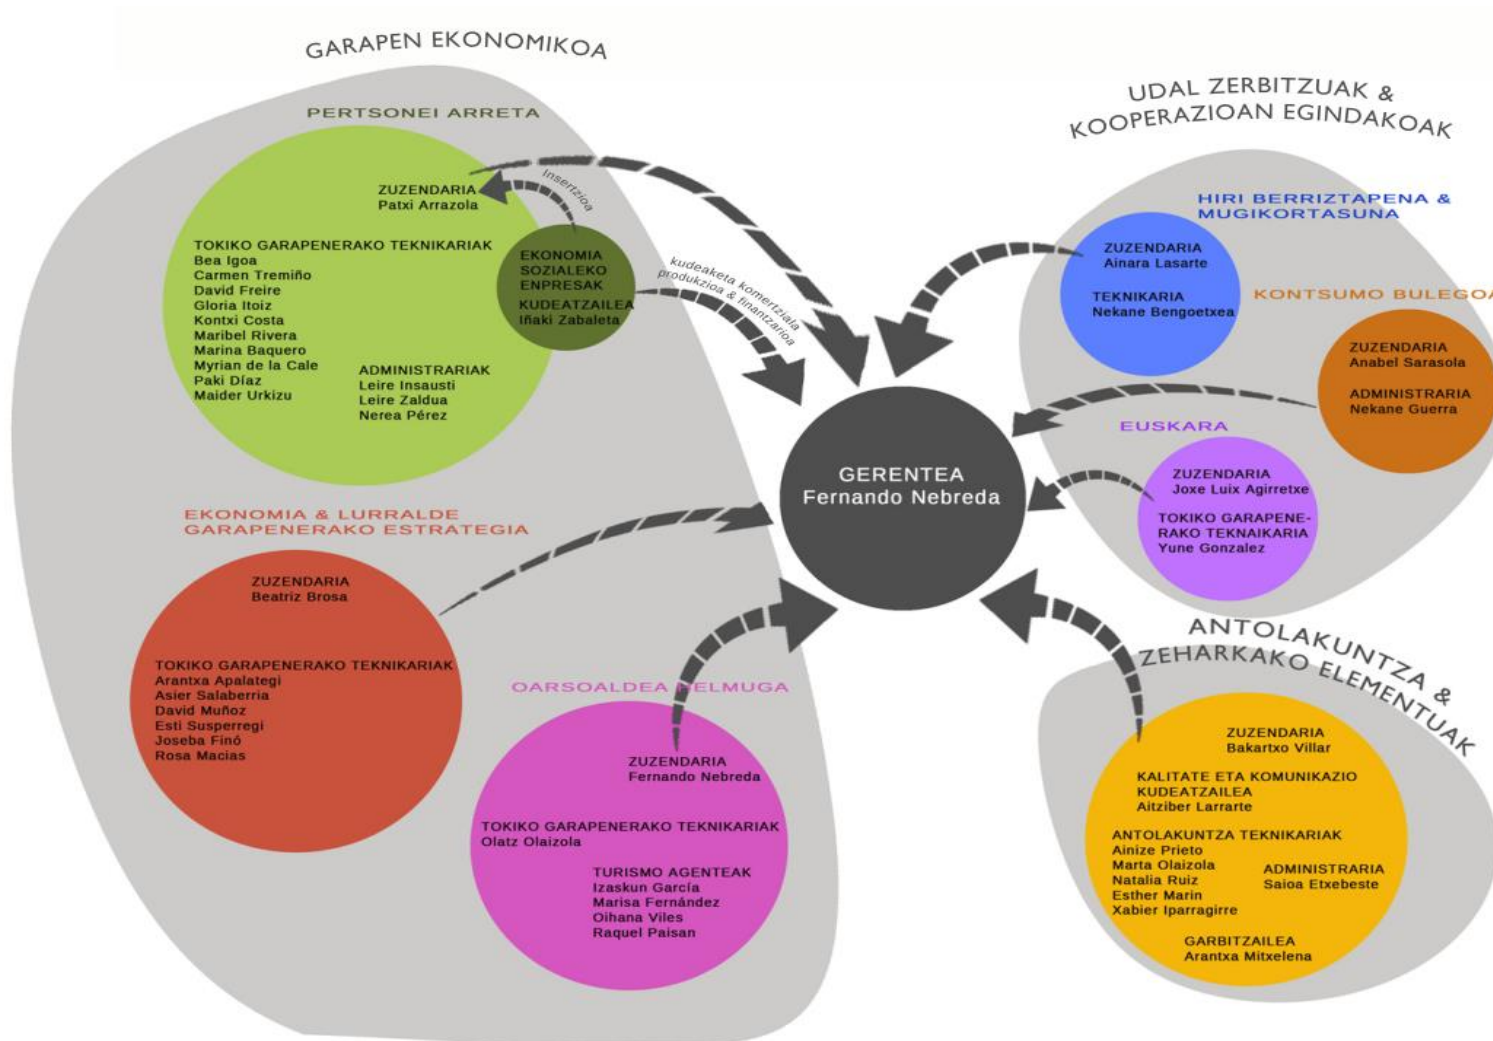 GARAPEN EKONOMIKOA
PERTSONEI ARRETA
ZUZENDARIA
Patxi Arrazola
TOKIKO GARAPENERAKO TEKNIKARIAK
Bea Igoa
Carmen Tremiño
David Freire
Gloria Itoiz
Kontxi Costa
Maribel Rivera
Marina Baquero
Myrian de la Cale
Paki Díaz
Maider Urkizu
ADMINISTRARIAK
Leire Insausti
Leire Zaldua
Nerea Pérez
Insertzioa
EKONOMIA
SOZIALEKO
ENPRESAK
KUDEATZAILEA
Iñaki Zabaleta
kudeaketa komertziala
produkzioa & finantzarioa
EKONOMIA & LURRALDE
GARAPENERAKO ESTRATEGIA
ZUZENDARIA
Beatriz Brosa
TOKIKO GARAPENERAKO TEKNIKARIAK
Arantxa Apalategi
Asier Salaberria
David Muñoz
Esti Susperregi
Joseba Finó
Rosa Macias
OARSOALDEA HELMUGA
ZUZENDARIA
Fernando Nebreda
TOKIKO GARAPENERAKO TEKNIKARIAK
Olatz Olaizola
TURISMO AGENTEAK
Izaskun García
Marisa Fernández
Oihana Viles
Raquel Paisan
GERENTEA
Fernando Nebreda
UDAL ZERBITZUAK &
KOOPERAZIOAN EGINDAKOAK
HIRI BERRIZTAPENA &
MUGIKORTASUNA
ZUZENDARIA
Ainara Lasarte
TEKNIKARIA
Nekane Bengoetxea
KONTSUMO BULEGOA
ZUZENDARIA
Anabel Sarasola
ADMINISTRARIA
Nekane Guerra
EUSKARA
ZUZENDARIA
Joxe Luix Agirretxe
TOKIKO GARAPENE-
RAKO TEKNAIKARIA
Yune Gonzalez
ANTOLAKUNTZA &
ZEHARKAKO ELEMENTUAK
ZUZENDARIA
Bakartxo Villar
KALITATE ETA KOMUNIKAZIO
KUDEATZAILEA
Aitziber Larrarte
ANTOLAKUNTZA TEKNIKARIAK
Ainize Prieto
Marta Olaizola
Natalia Ruiz
Esther Marin
Xabier Iparragirre
ADMINISTRARIA
Saioa Etxebeste
GARBITZAILEA
Arantxa Mitxelena